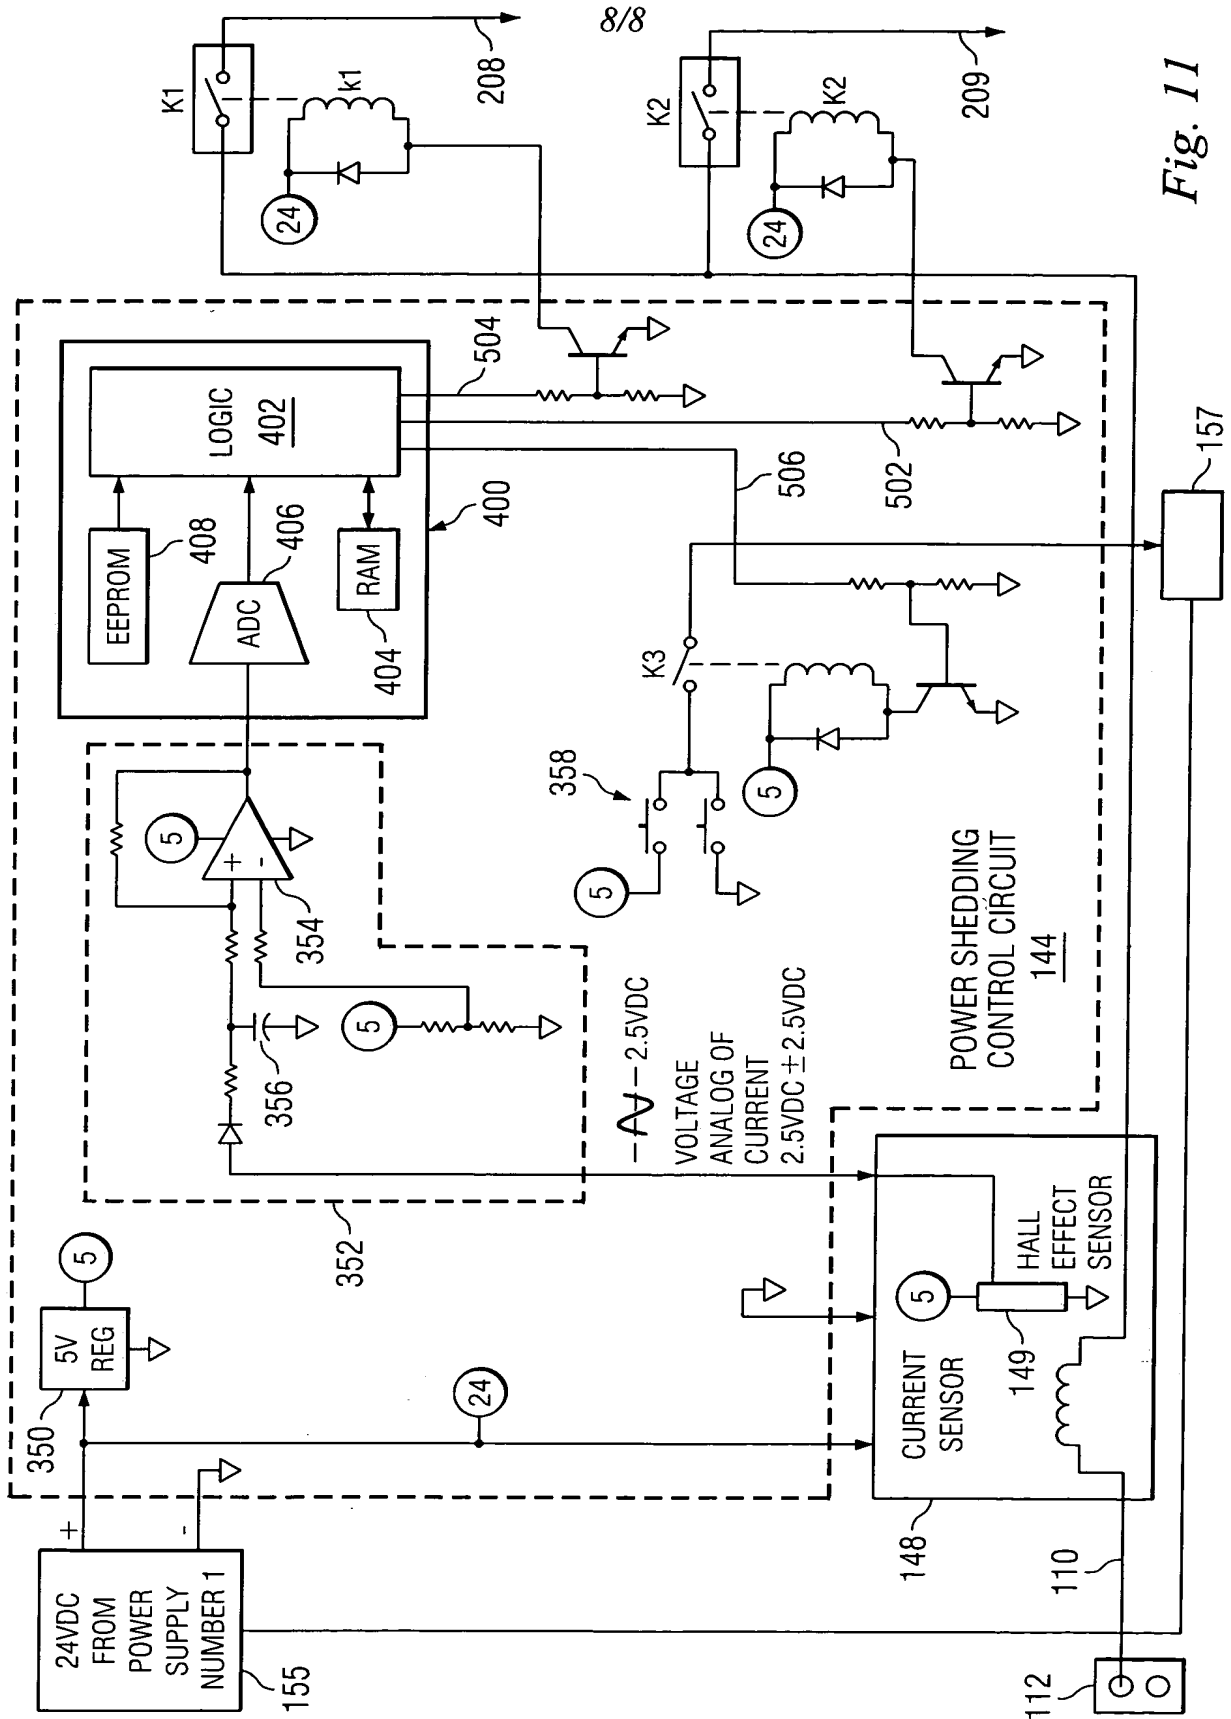 8/8
24VDC
FROM
POWER
SUPPLY
NUMBER 1
155
+
-
350
5V
REG
5
24
352
356
5
354
+
-
5
EEPROM
408
ADC
406
RAM
404
LOGIC
402
400
504
502
506
K1
k1
24
208
K2
K2
24
209
-2.5VDC
VOLTAGE
ANALOG OF
CURRENT
2.5VDC ± 2.5VDC
358
5
K3
5
POWER SHEDDING
CONTROL CIRCUIT
144
CURRENT
SENSOR
5
149
HALL
EFFECT
SENSOR
148
110
112
157
Fig. 11